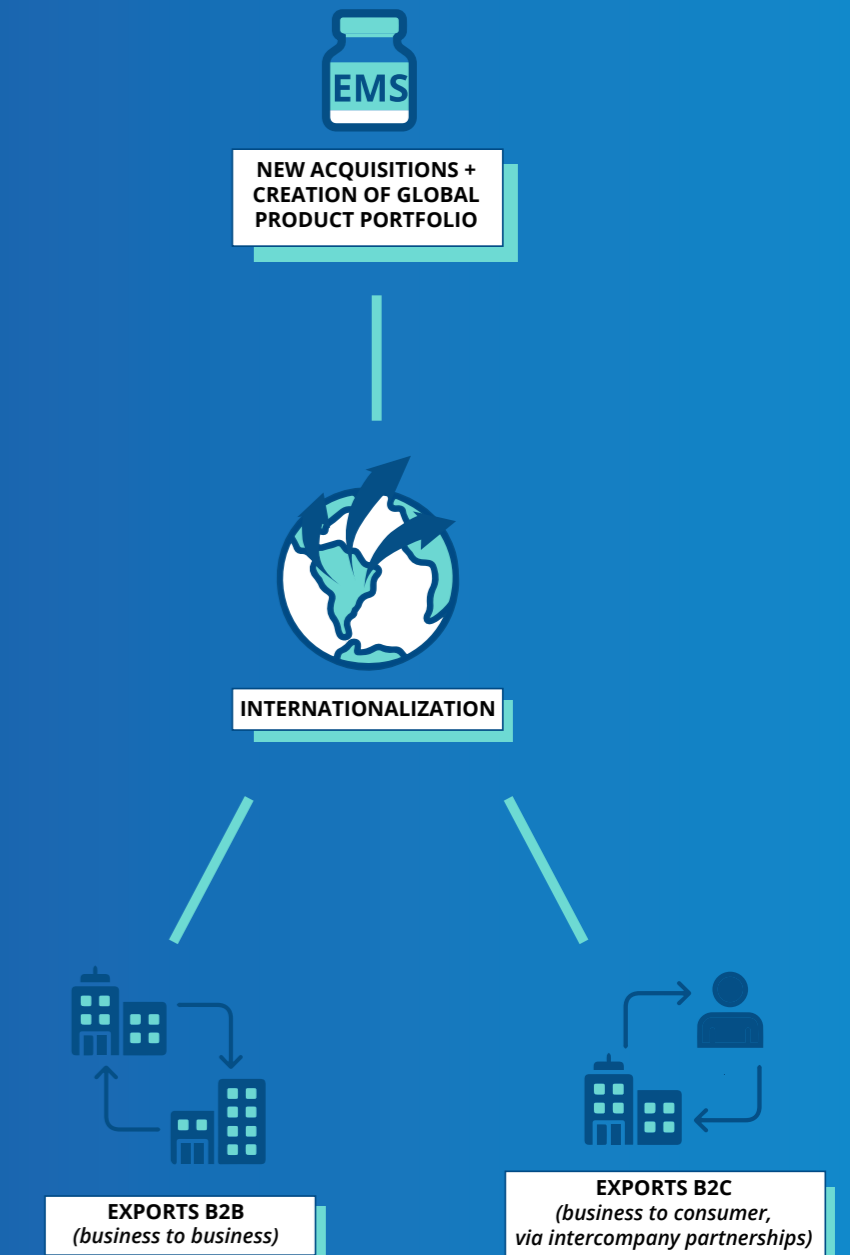 EMS
NEW ACQUISITIONS +
CREATION OF GLOBAL
PRODUCT PORTFOLIO
INTERNATIONALIZATION
EXPORTS B2B
(business to business)
EXPORTS B2C
(business to consumer,
via intercompany partnerships)